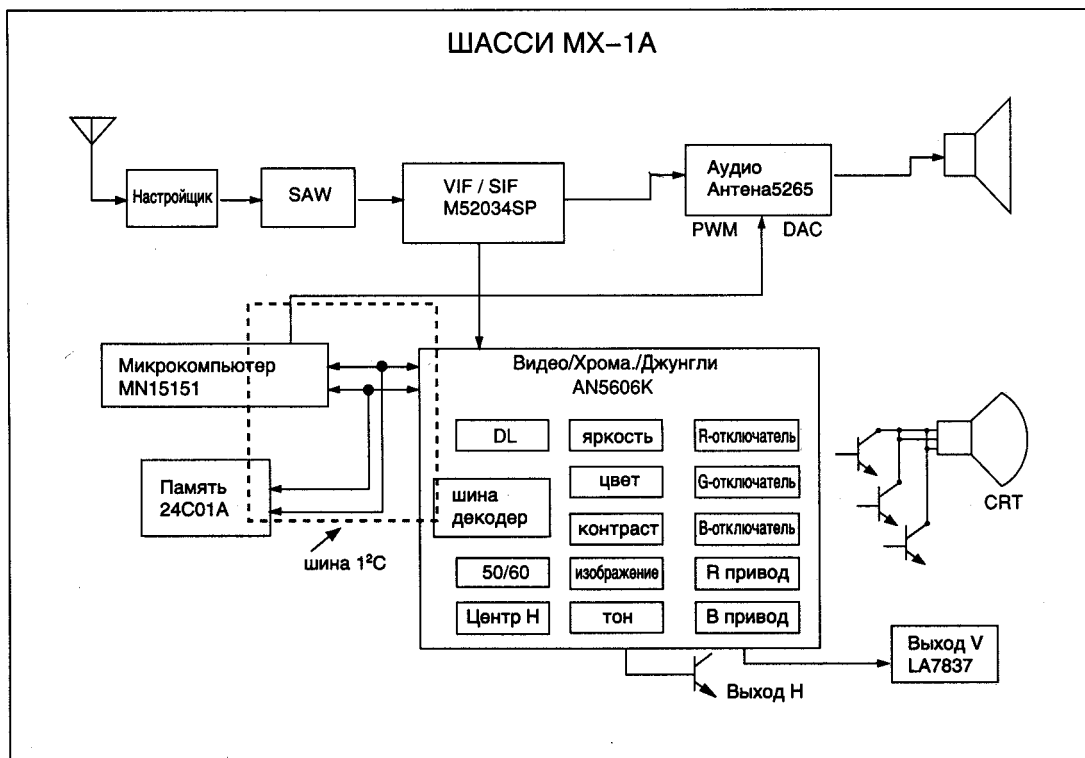 ШАССИ MX-1A
Настройщик
SAW
VIF / SIF
M52034SP
Аудио
Антена5265
PWM DAC
Микрокомпьютер
MN15151
Видео/Хрома./Джунгли
AN5606K
DL
яркость
R-отключатель
цвет
G-отключатель
шина
декодер
контраст
B-отключатель
50/60
изображение
R привод
Центр H
тон
B привод
Память
24C01A
шина 1²C
CRT
Выход H
Выход V
LA7837